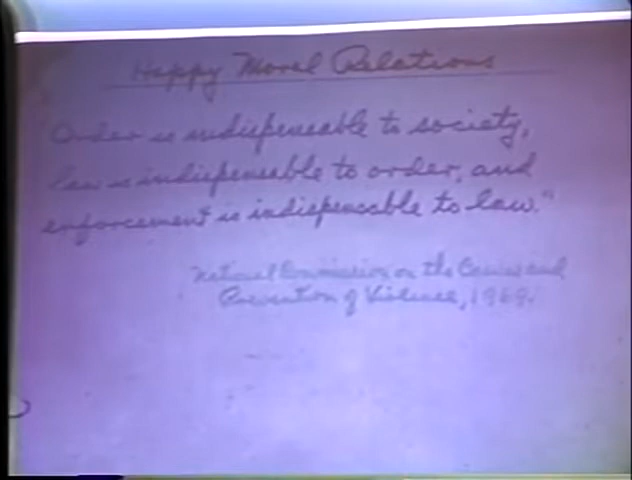 Happy Moral Relations
"Order is indispensable to society,
law is indispensable to order, and
enforcement is indispensable to law."
National Commission on the Causes and
Prevention of Violence, 1969.